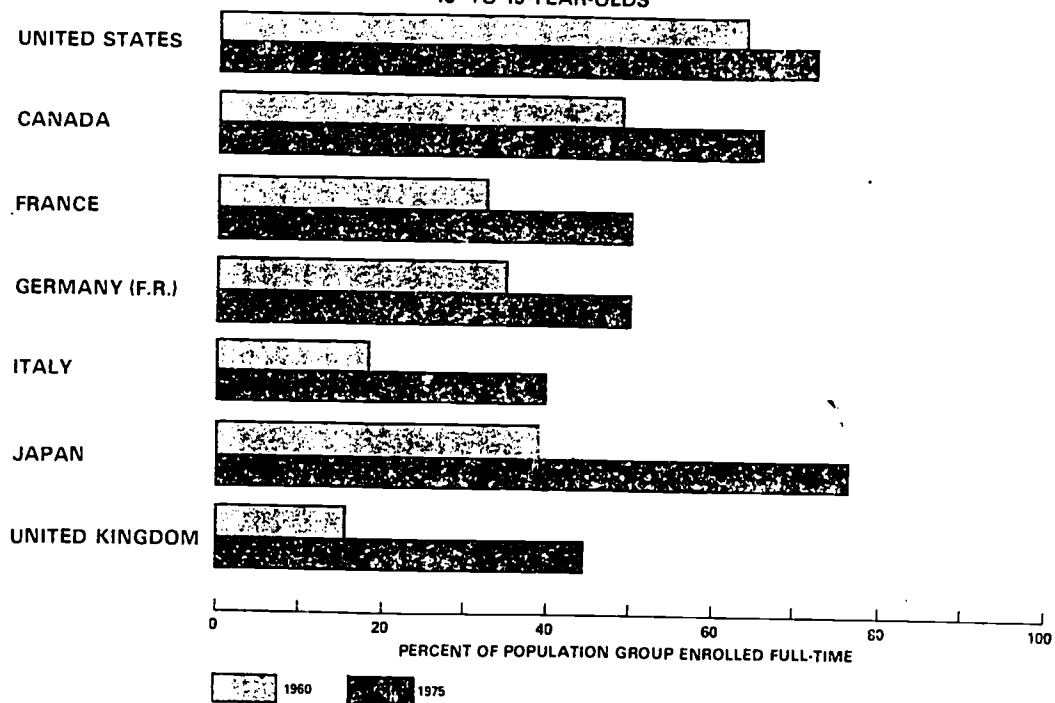 UNITED STATES
CANADA
FRANCE
GERMANY (F.R.)
ITALY
JAPAN
UNITED KINGDOM
0 20 40 60 80 100
PERCENT OF POPULATION GROUP ENROLLED FULL-TIME
1960 1975